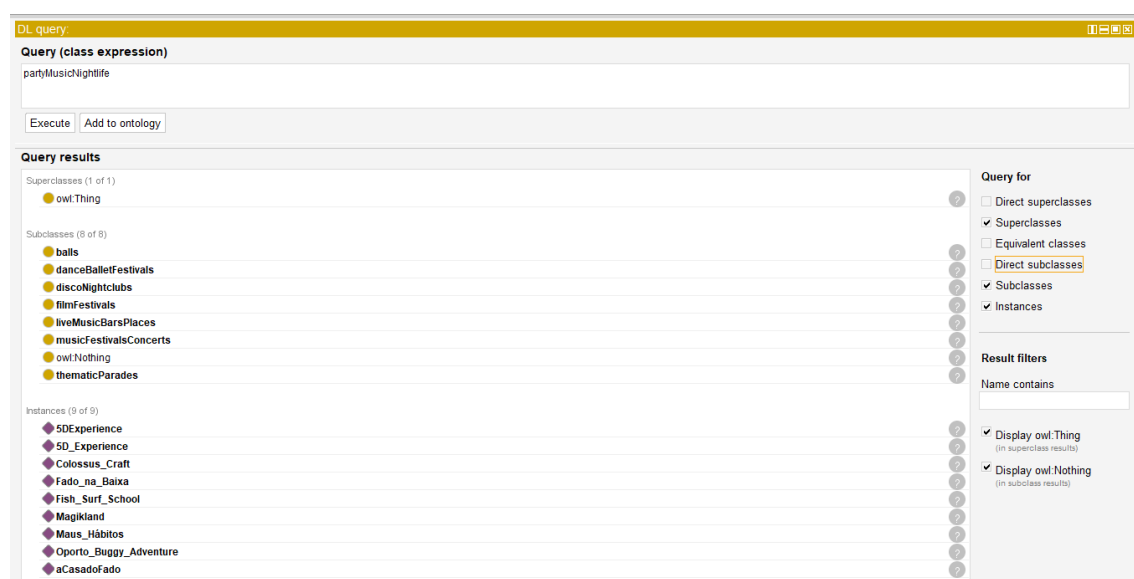 DL query:
Query (class expression)
partyMusicNightlife
Execute
Add to ontology
Query results
Superclasses (1 of 1)
owl:Thing
?
Subclasses (8 of 8)
balls
?
danceBalletFestivals
?
discoNightclubs
?
filmFestivals
?
liveMusicBarsPlaces
?
musicFestivalsConcerts
?
owl:Nothing
?
thematicParades
?
Instances (9 of 9)
5DExperience
?
5D_Experience
?
Colossus_Craft
?
Fado_na_Baixa
?
Fish_Surf_School
?
Magikland
?
Maus_Hábitos
?
Oporto_Buggy_Adventure
?
aCasadoFado
?
Query for
Direct superclasses
Superclasses
Equivalent classes
Direct subclasses
Subclasses
Instances
Result filters
Name contains
Display owl:Thing
(in superclass results)
Display owl:Nothing
(in subclass results)